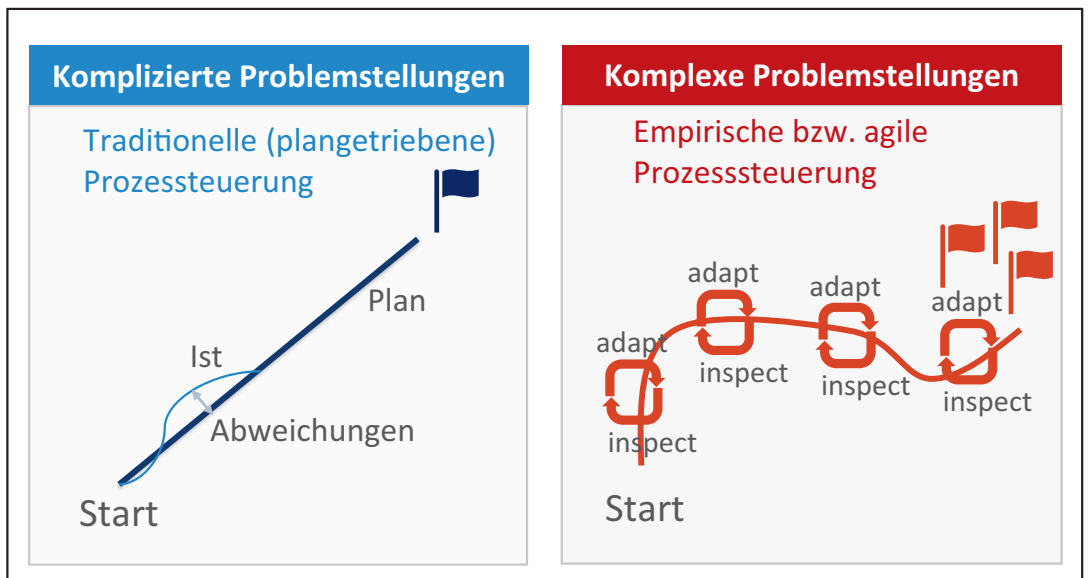 Komplizierte Problemstellungen
Traditionelle (plangetriebene)
Prozessteuerung
Plan
Ist
Abweichungen
Start
Komplexe Problemstellungen
Empirische bzw. agile
Prozesssteuerung
adapt
inspect
adapt
inspect
adapt
inspect
adapt
inspect
Start